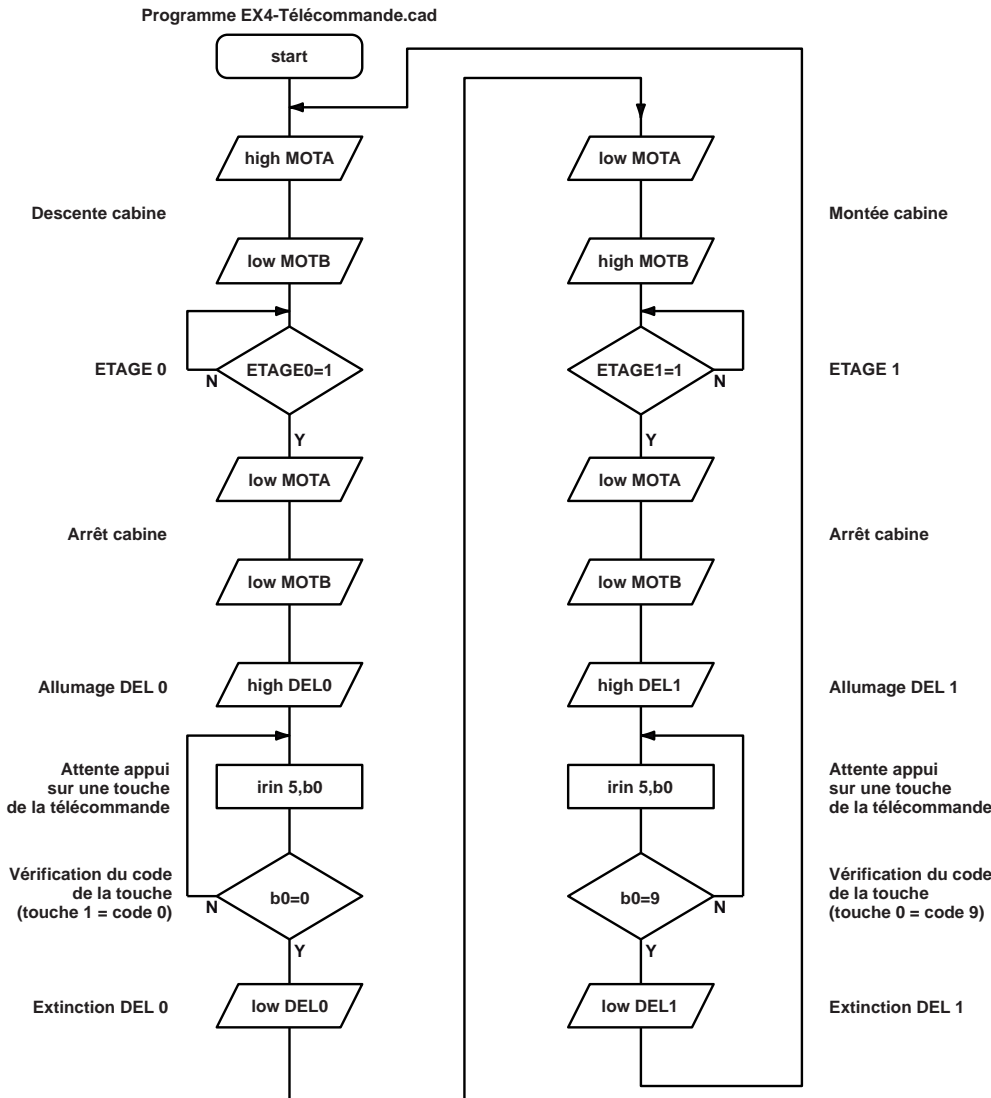 Programme EX4-Télécommande.cad
start
high MOTA
Descente cabine
low MOTB
ETAGE 0
ETAGE0=1
N
Y
low MOTA
Arrêt cabine
low MOTB
Allumage DEL 0
high DEL0
Attente appui
sur une touche
de la télécommande
irin 5,b0
Vérification du code
de la touche
(touche 1 = code 0)
b0=0
N
Y
Extinction DEL 0
low DEL0
low MOTA
Montée cabine
high MOTB
ETAGE1=1
N
ETAGE 1
Y
low MOTA
Arrêt cabine
low MOTB
high DEL1
Allumage DEL 1
irin 5,b0
Attente appui
sur une touche
de la télécommande
b0=9
N
Vérification du code
de la touche
(touche 0 = code 9)
Y
low DEL1
Extinction DEL 1